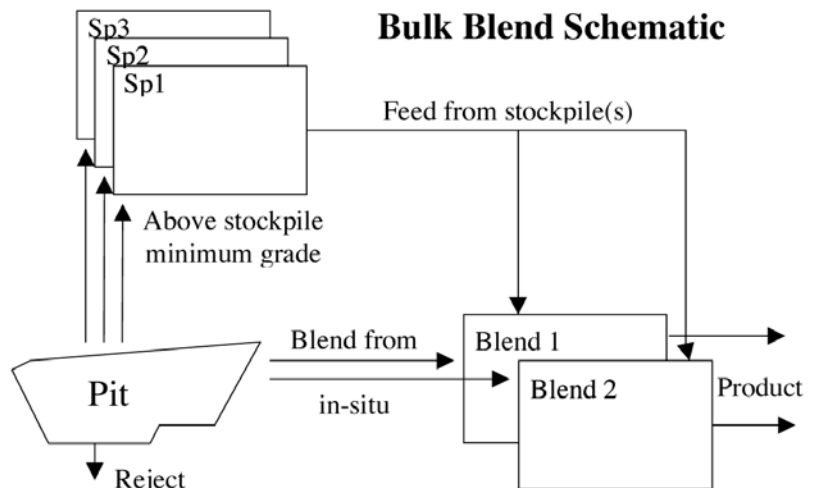 Bulk Blend Schematic
Sp3
Sp2
Sp1
Feed from stockpile(s)
Above stockpile
minimum grade
Blend from
in-situ
Pit
Reject
Blend 1
Blend 2
Product